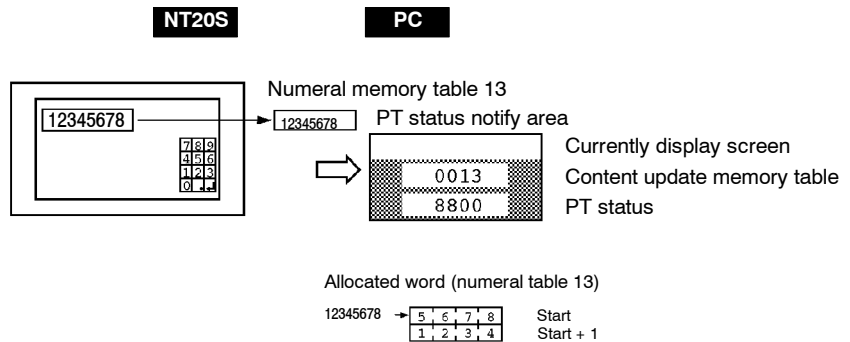 NT20S PC
Numeral memory table 13
12345678 12345678 PT status notify area
Currently display screen
7 8 9
4 5 6
1 2 3
0 . ↵
0013 Content update memory table
8800 PT status
Allocated word (numeral table 13)
12345678 5 6 7 8 Start
1 2 3 4 Start + 1